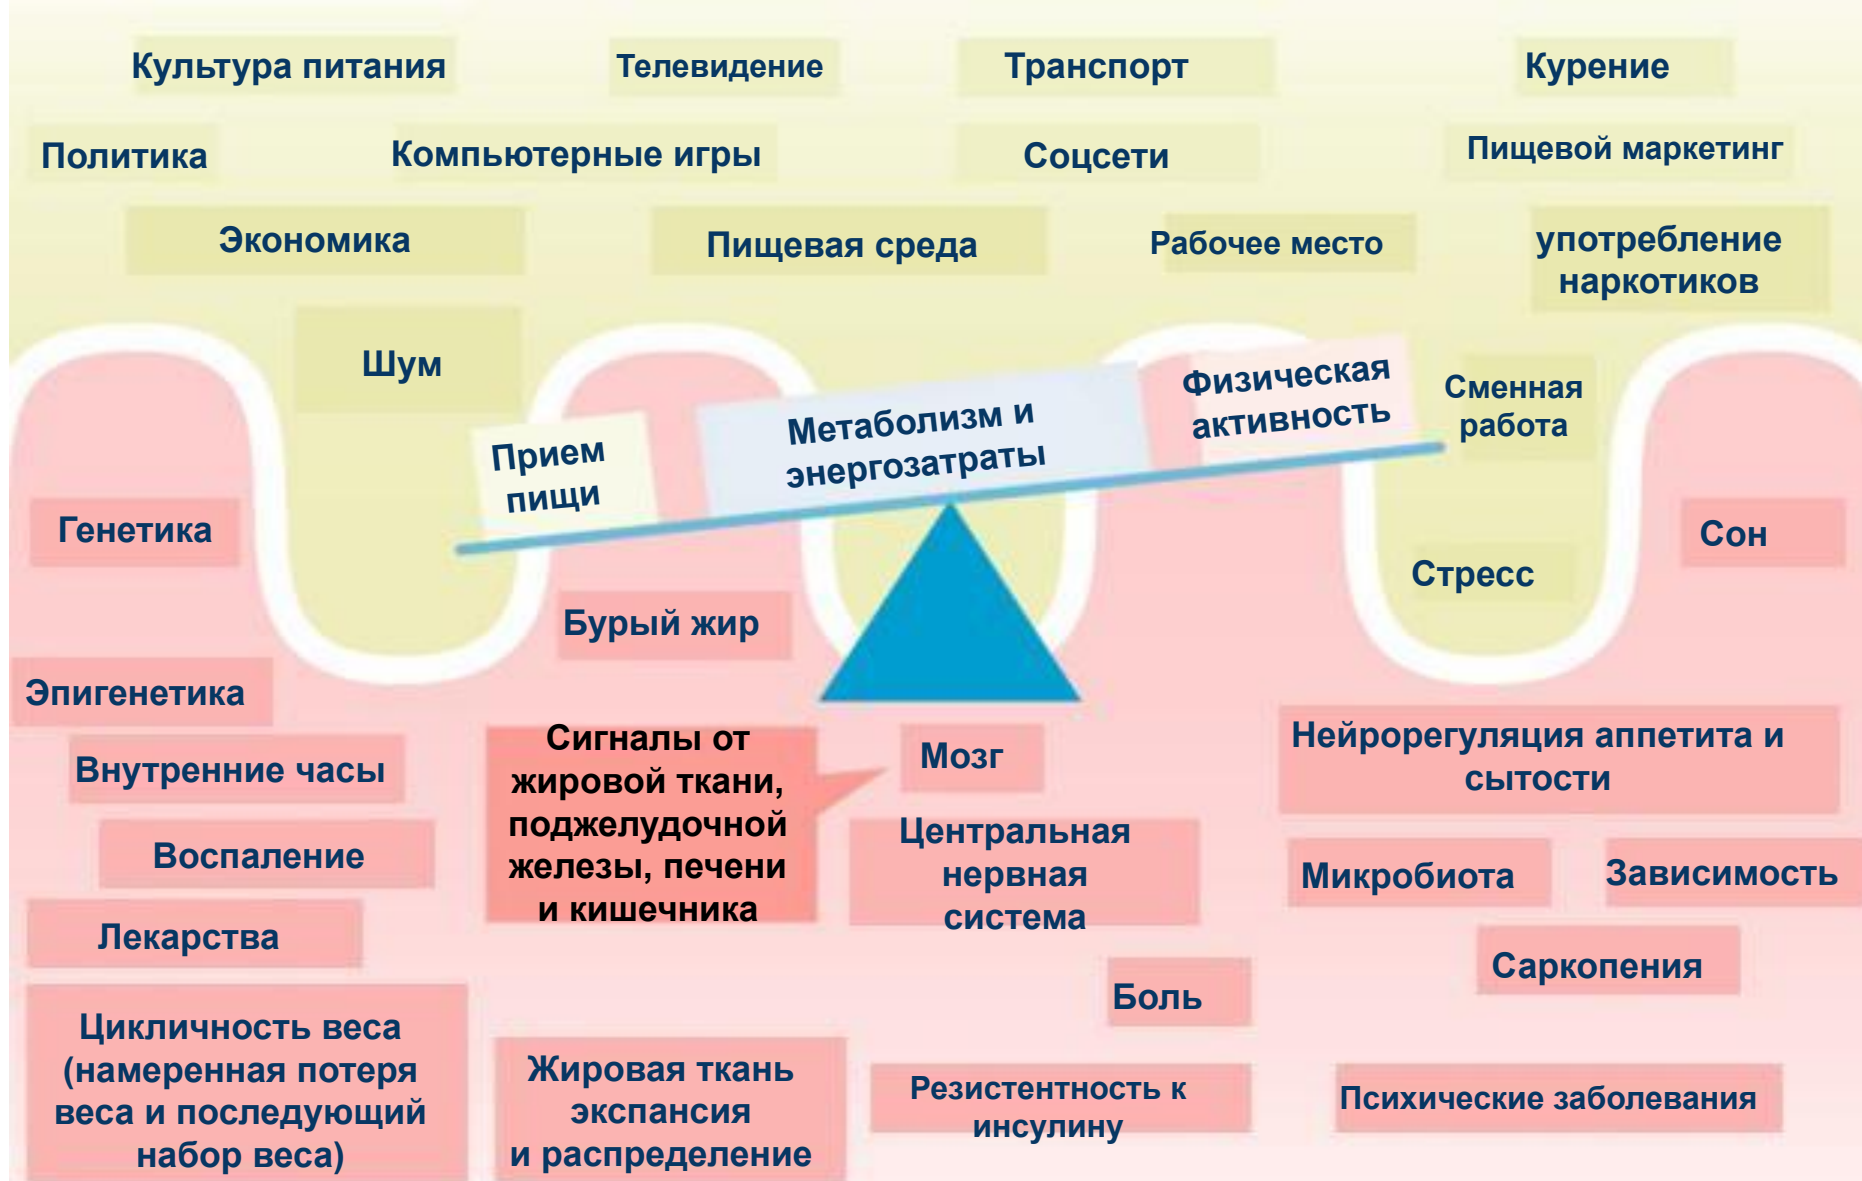 Культура питания
Телевидение
Транспорт
Курение
Политика
Компьютерные игры
Соцсети
Пищевой маркетинг
Экономика
Пищевая среда
Рабочее место
употребление
наркотиков
Шум
Прием
пищи
Метаболизм и
энергозатраты
Физическая
активность
Сменная
работа
Генетика
Бурый жир
Стресс
Сон
Эпигенетика
Внутренние часы
Воспаление
Лекарства
Сигналы от
жировой ткани,
поджелудочной
железы, печени
и кишечника
Мозг
Центральная
нервная
система
Нейрорегуляция аппетита и
сытости
Микробиота
Зависимость
Саркопения
Боль
Цикличность веса
(намеренная потеря
веса и последующий
набор веса)
Жировая ткань
экспансия
и распределение
Резистентность к
инсулину
Психические заболевания